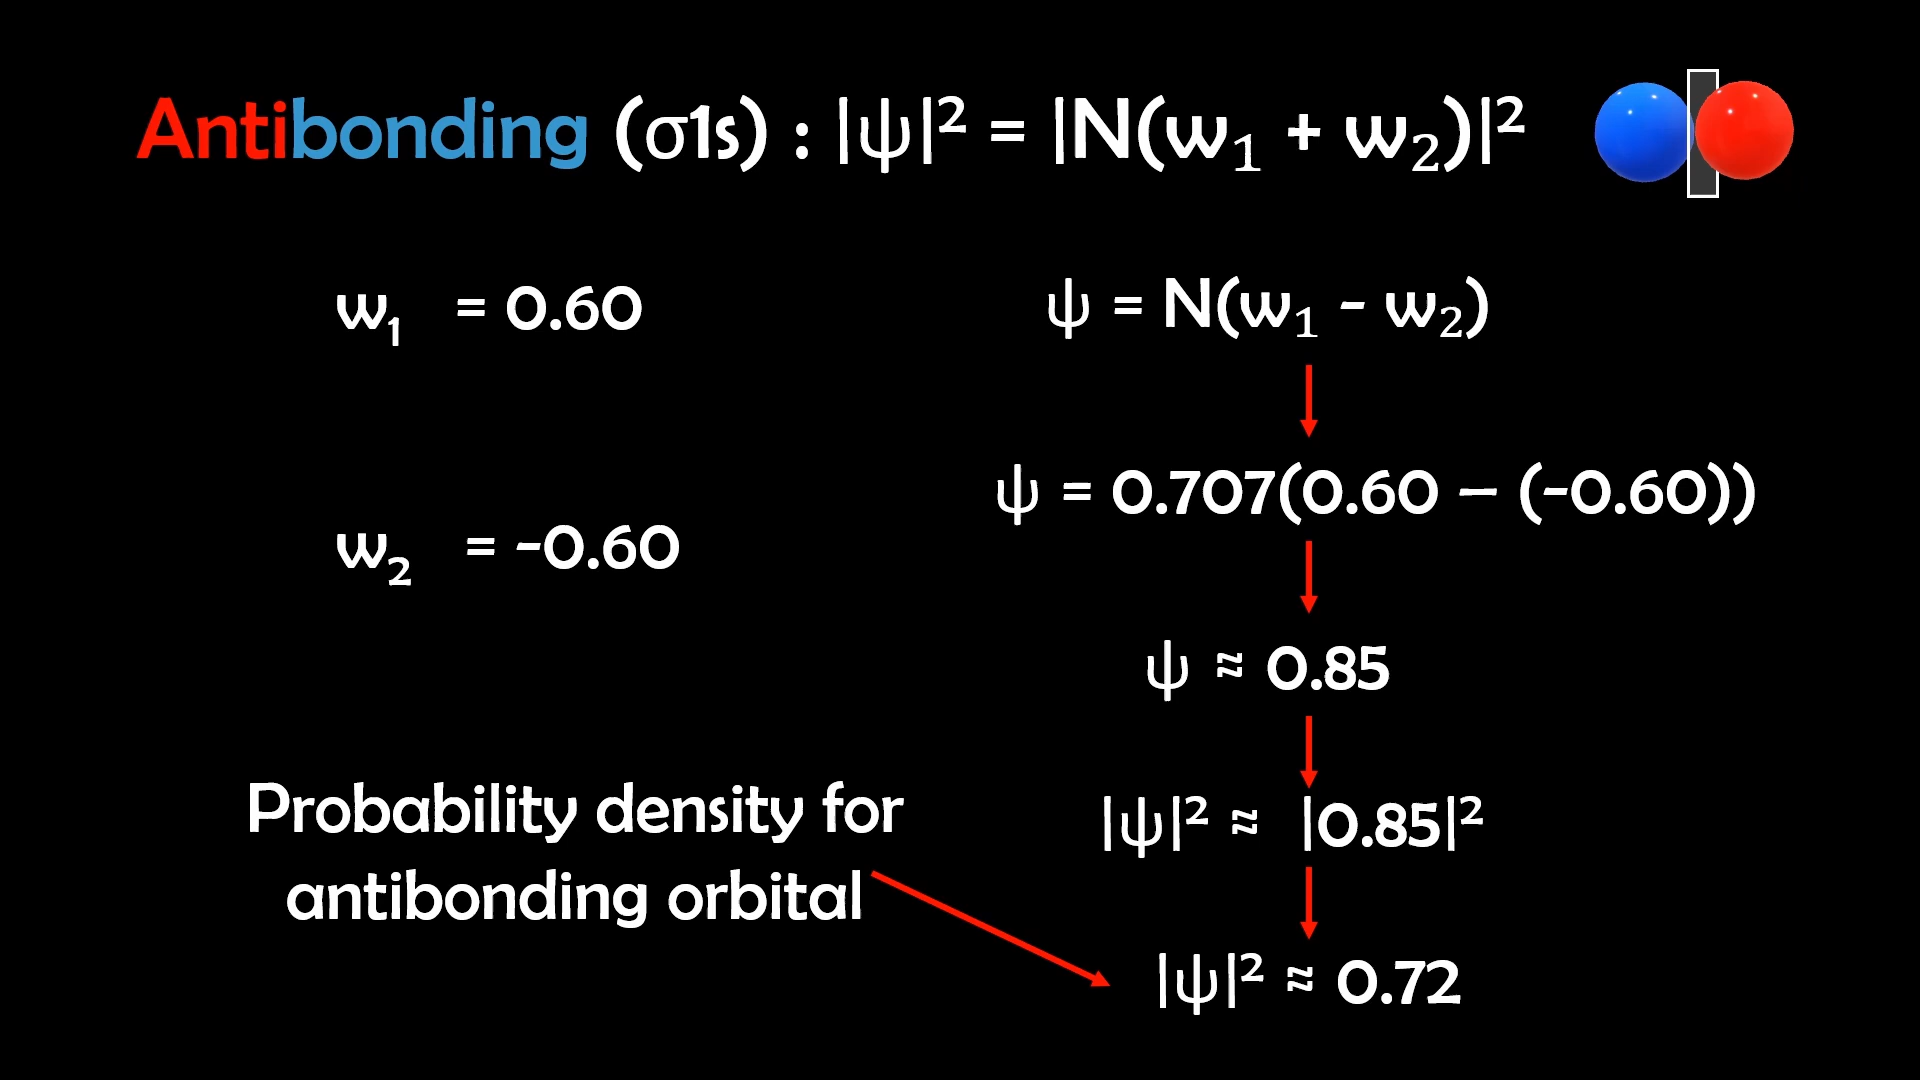 Antibonding (σ1s) : |ψ|² = |N(w₁ + w₂)|²
w₁ = 0.60
ψ = N(w₁ - w₂)
ψ = 0.707(0.60 – (-0.60))
w₂ = -0.60
ψ ≈ 0.85
Probability density for
antibonding orbital
|ψ|² ≈ |0.85|²
|ψ|² ≈ 0.72